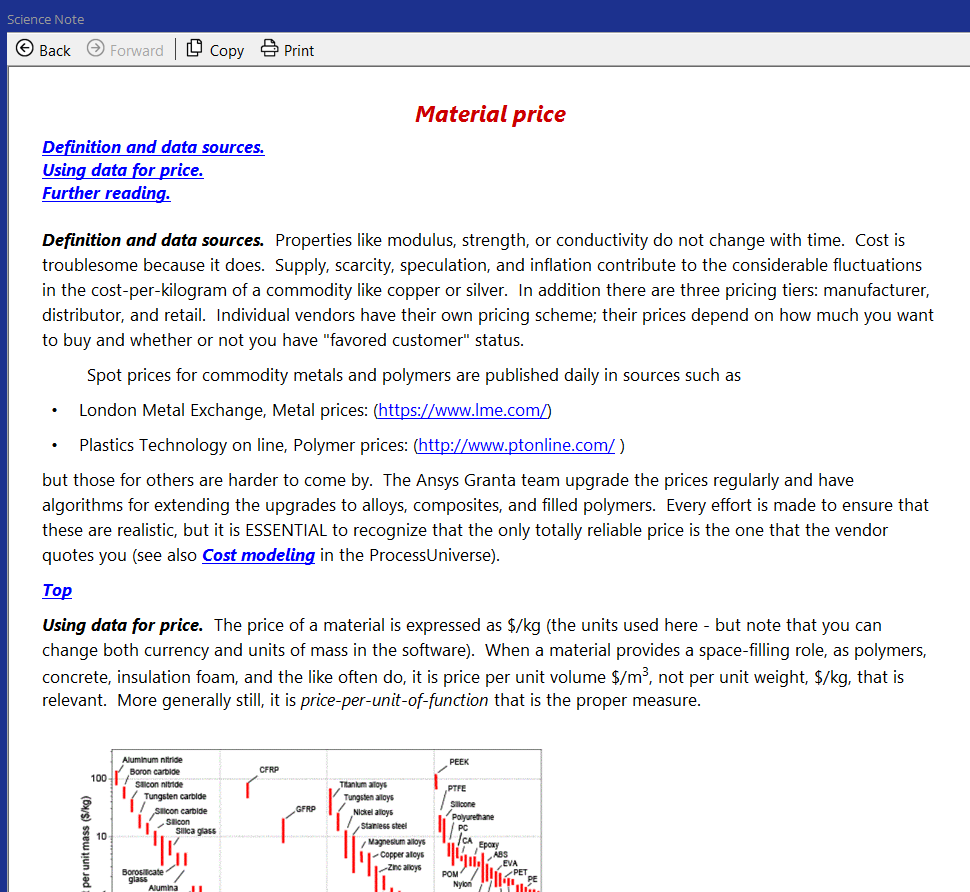 Science Note
Back Forward Copy Print
Material price
Definition and data sources.
Using data for price.
Further reading.
Definition and data sources. Properties like modulus, strength, or conductivity do not change with time. Cost is
troublesome because it does. Supply, scarcity, speculation, and inflation contribute to the considerable fluctuations
in the cost-per-kilogram of a commodity like copper or silver. In addition there are three pricing tiers: manufacturer,
distributor, and retail. Individual vendors have their own pricing scheme; their prices depend on how much you want
to buy and whether or not you have "favored customer" status.
Spot prices for commodity metals and polymers are published daily in sources such as
• London Metal Exchange, Metal prices: (https://www.lme.com/)
• Plastics Technology on line, Polymer prices: (http://www.ptonline.com/ )
but those for others are harder to come by. The Ansys Granta team upgrade the prices regularly and have
algorithms for extending the upgrades to alloys, composites, and filled polymers. Every effort is made to ensure that
these are realistic, but it is ESSENTIAL to recognize that the only totally reliable price is the one that the vendor
quotes you (see also Cost modeling in the ProcessUniverse).
Top
Using data for price. The price of a material is expressed as $/kg (the units used here - but note that you can
change both currency and units of mass in the software). When a material provides a space-filling role, as polymers,
concrete, insulation foam, and the like often do, it is price per unit volume $/m³, not per unit weight, $/kg, that is
relevant. More generally still, it is price-per-unit-of-function that is the proper measure.
per unit mass ($/kg)
100
10
Aluminum nitride
Boron carbide
Silicon nitride
Tungsten carbide
Silicon carbide
Silicon
Silica glass
Borosilicate
glass
Alumina
CFRP
GFRP
Titanium alloys
Tungsten alloys
Nickel alloys
Stainless steel
Magnesium alloys
Copper alloys
Zinc alloys
PEEK
PTFE
Silicone
Polyurethane
PC
CA
Epoxy
ABS
EVA
PET
PE
POM
Nylon